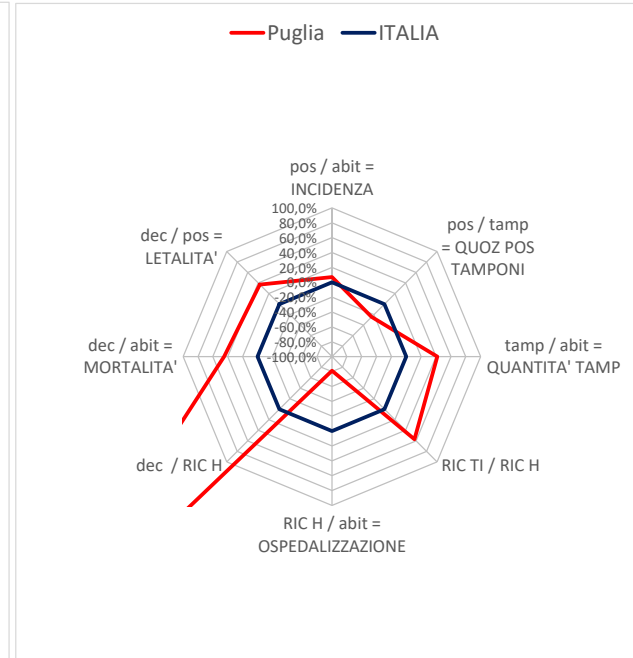 Puglia ITALIA
pos / abit =
INCIDENZA
pos / tamp
= QUOZ POS
TAMPONI
tamp / abit =
QUANTITA' TAMP
RIC TI / RIC H
RIC H / abit =
OSPEDALIZZAZIONE
dec / RIC H
dec / abit =
MORTALITA'
dec / pos =
LETALITA'
100,0%
80,0%
60,0%
40,0%
20,0%
0,0%
-20,0%
-40,0%
-60,0%
-80,0%
-100,0%